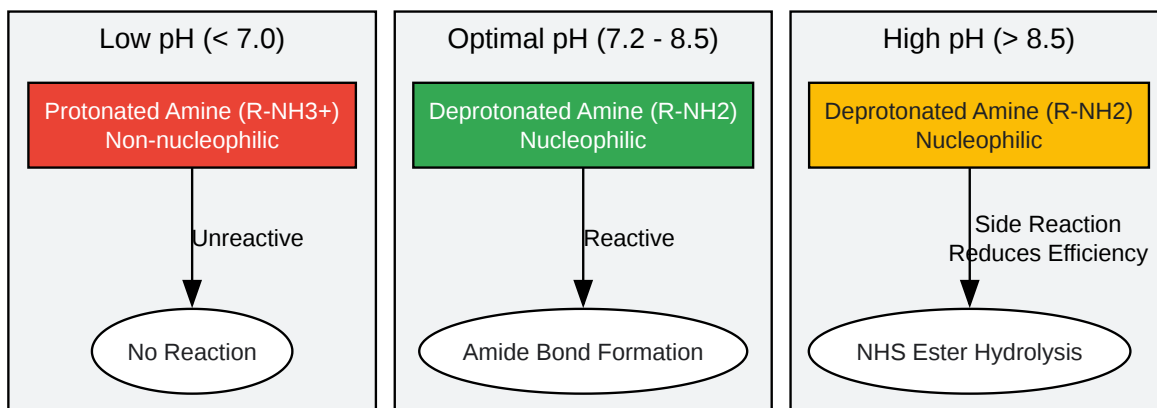 Low pH (< 7.0)
Protonated Amine (R-NH3+)
Non-nucleophilic
Unreactive
No Reaction
Optimal pH (7.2 - 8.5)
Deprotonated Amine (R-NH2)
Nucleophilic
Reactive
Amide Bond Formation
High pH (> 8.5)
Deprotonated Amine (R-NH2)
Nucleophilic
Side Reaction
Reduces Efficiency
NHS Ester Hydrolysis